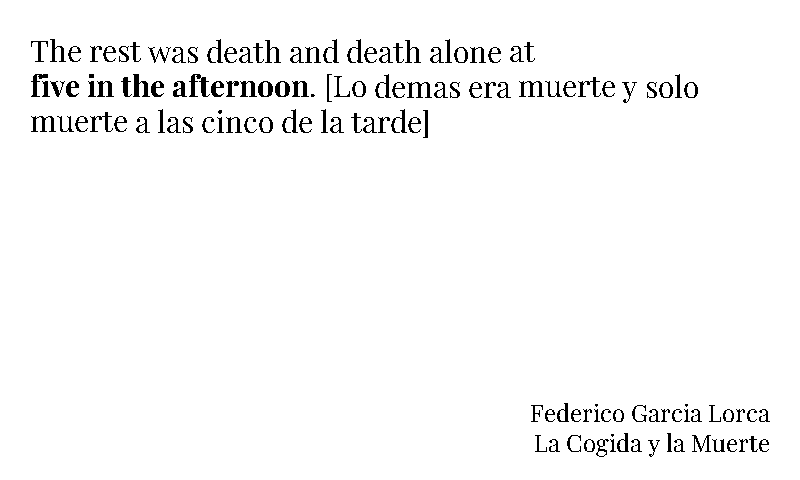 The rest was death and death alone at
five in the afternoon. [Lo demas era muerte y solo
muerte a las cinco de la tarde]
Federico Garcia Lorca
La Cogida y la Muerte